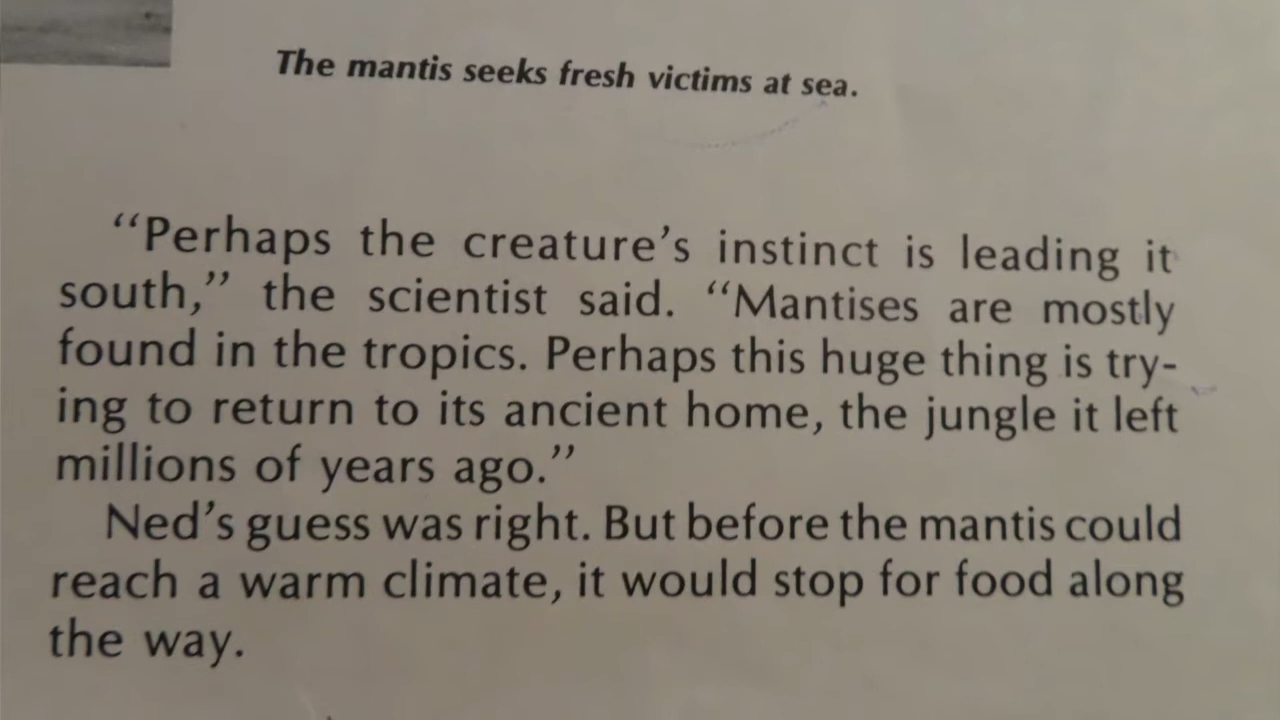 The mantis seeks fresh victims at sea.
“Perhaps the creature’s instinct is leading it
south,” the scientist said. “Mantises are mostly
found in the tropics. Perhaps this huge thing is try-
ing to return to its ancient home, the jungle it left
millions of years ago.”
Ned’s guess was right. But before the mantis could
reach a warm climate, it would stop for food along
the way.